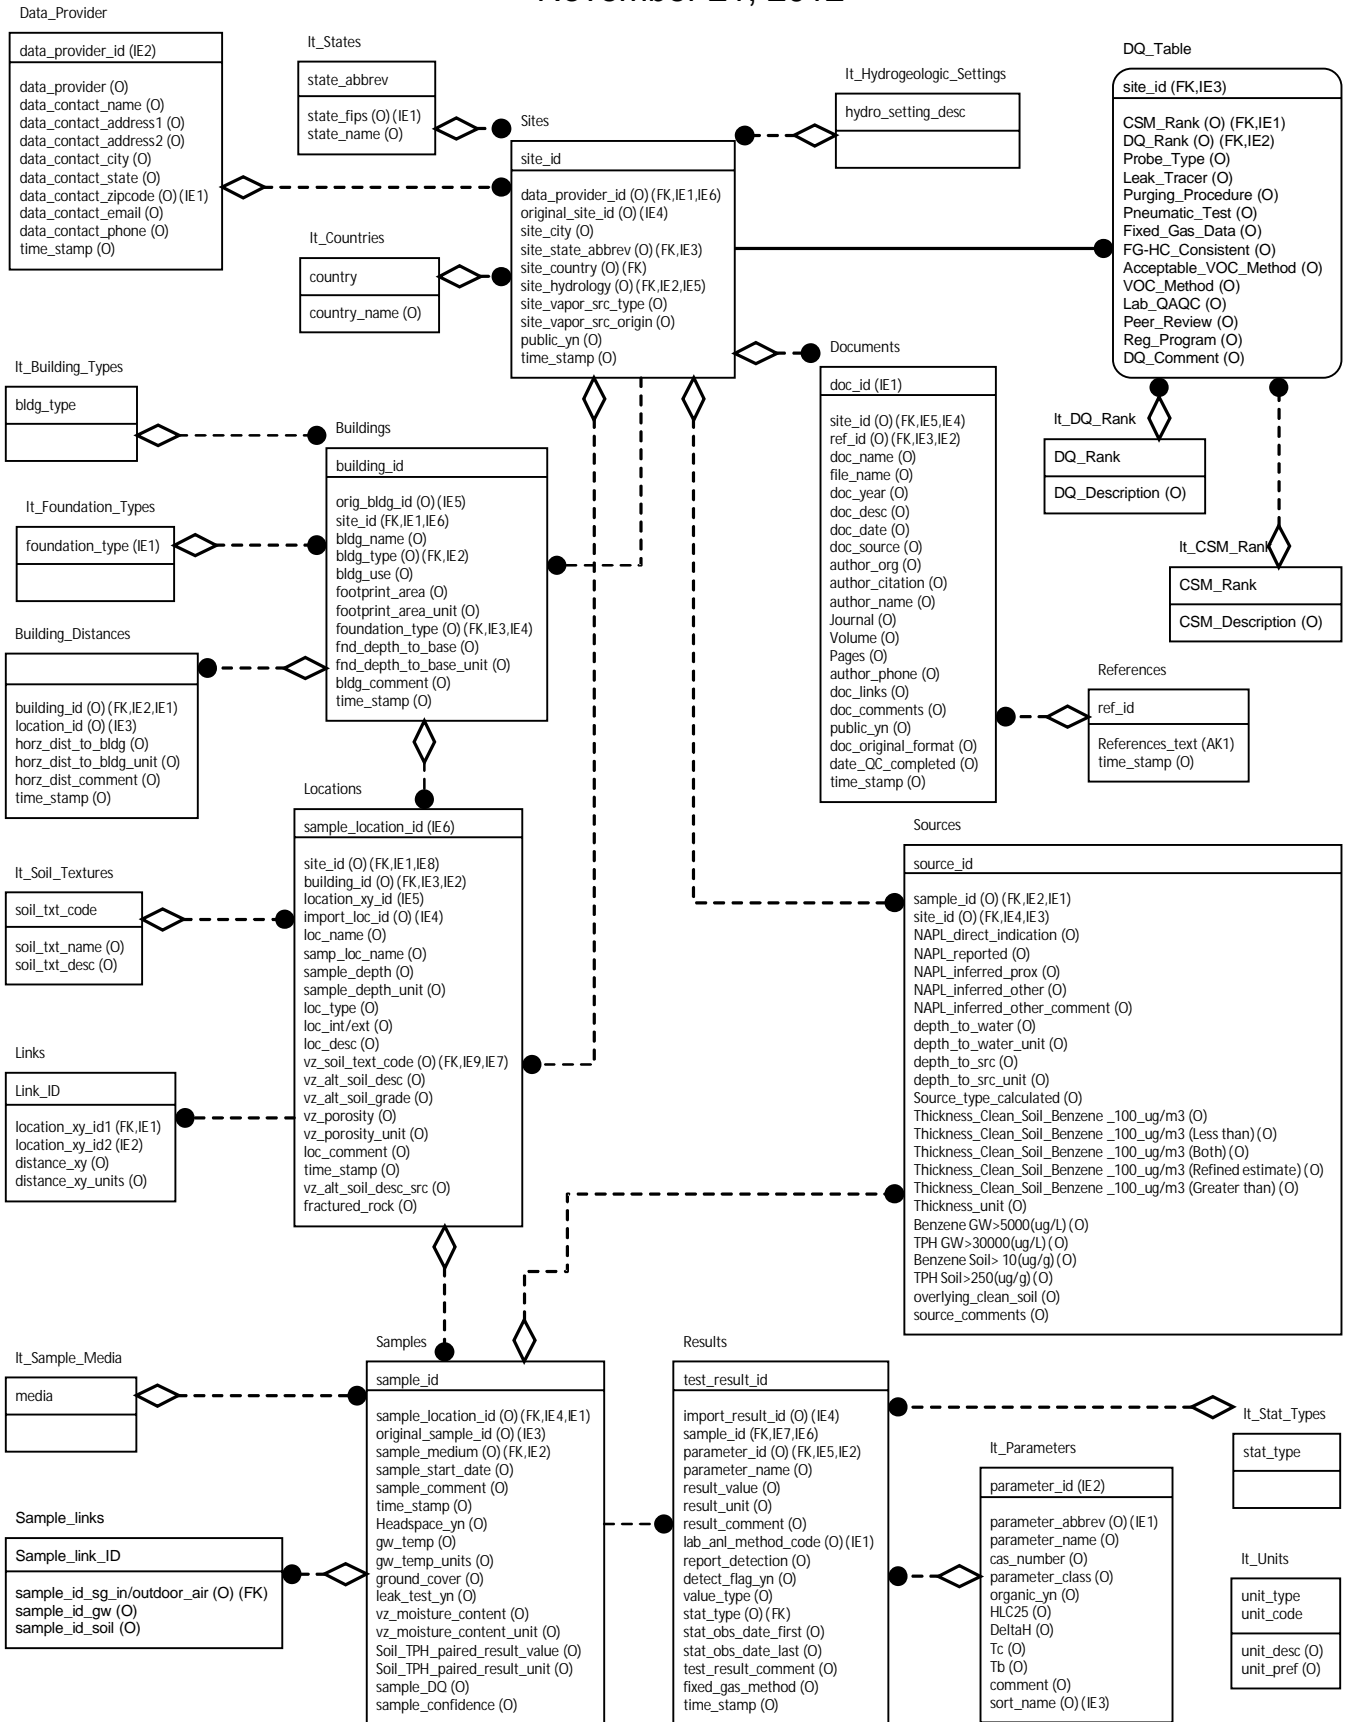 Data_Provider
data_provider_id (IE2)
data_provider (O)
data_contact_name (O)
data_contact_address1 (O)
data_contact_address2 (O)
data_contact_city (O)
data_contact_state (O)
data_contact_zipcode (O) (IE1)
data_contact_email (O)
data_contact_phone (O)
time_stamp (O)
lt_States
state_abbrev
state_fips (O) (IE1)
state_name (O)
lt_Hydrogeologic_Settings
hydro_setting_desc
DQ_Table
site_id (FK,IE3)
CSM_Rank (O) (FK,IE1)
DQ_Rank (O) (FK,IE2)
Probe_Type (O)
Leak_Tracer (O)
Purging_Procedure (O)
Pneumatic_Test (O)
Fixed_Gas_Data (O)
FG-HC_Consistent (O)
Acceptable_VOC_Method (O)
VOC_Method (O)
Lab_QAQC (O)
Peer_Review (O)
Reg_Program (O)
DQ_Comment (O)
Sites
site_id
data_provider_id (O) (FK,IE1,IE6)
original_site_id (O) (IE4)
site_city (O)
site_state_abbrev (O) (FK,IE3)
site_country (O) (FK)
site_hydrology (O) (FK,IE2,IE5)
site_vapor_src_type (O)
site_vapor_src_origin (O)
public_yn (O)
time_stamp (O)
lt_Countries
country
country_name (O)
Documents
doc_id (IE1)
site_id (O) (FK,IE5,IE4)
ref_id (O) (FK,IE3,IE2)
doc_name (O)
file_name (O)
doc_year (O)
doc_desc (O)
doc_date (O)
doc_source (O)
author_org (O)
author_citation (O)
author_name (O)
Journal (O)
Volume (O)
Pages (O)
author_phone (O)
doc_links (O)
doc_comments (O)
public_yn (O)
doc_original_format (O)
date_QC_completed (O)
time_stamp (O)
lt_DQ_Rank
DQ_Rank
DQ_Description (O)
lt_CSM_Rank
CSM_Rank
CSM_Description (O)
References
ref_id
References_text (AK1)
time_stamp (O)
lt_Building_Types
bldg_type
Buildings
building_id
orig_bldg_id (O) (IE5)
site_id (FK,IE1,IE6)
bldg_name (O)
bldg_type (O) (FK,IE2)
bldg_use (O)
footprint_area (O)
footprint_area_unit (O)
foundation_type (O) (FK,IE3,IE4)
fnd_depth_to_base (O)
fnd_depth_to_base_unit (O)
bldg_comment (O)
time_stamp (O)
lt_Foundation_Types
foundation_type (IE1)
Building_Distances
building_id (O) (FK,IE2,IE1)
location_id (O) (IE3)
horz_dist_to_bldg (O)
horz_dist_to_bldg_unit (O)
horz_dist_comment (O)
time_stamp (O)
Locations
sample_location_id (IE6)
site_id (O) (FK,IE1,IE8)
building_id (O) (FK,IE3,IE2)
location_xy_id (IE5)
import_loc_id (O) (IE4)
loc_name (O)
samp_loc_name (O)
sample_depth (O)
sample_depth_unit (O)
loc_type (O)
loc_int/ext (O)
loc_desc (O)
vz_soil_text_code (O) (FK,IE9,IE7)
vz_alt_soil_desc (O)
vz_alt_soil_grade (O)
vz_porosity (O)
vz_porosity_unit (O)
loc_comment (O)
time_stamp (O)
vz_alt_soil_desc_src (O)
fractured_rock (O)
lt_Soil_Textures
soil_txt_code
soil_txt_name (O)
soil_txt_desc (O)
Links
Link_ID
location_xy_id1 (FK,IE1)
location_xy_id2 (IE2)
distance_xy (O)
distance_xy_units (O)
Sources
source_id
sample_id (O) (FK,IE2,IE1)
site_id (O) (FK,IE4,IE3)
NAPL_direct_indication (O)
NAPL_reported (O)
NAPL_inferred_prox (O)
NAPL_inferred_other (O)
NAPL_inferred_other_comment (O)
depth_to_water (O)
depth_to_water_unit (O)
depth_to_src (O)
depth_to_src_unit (O)
Source_type_calculated (O)
Thickness_Clean_Soil_Benzene _100_ug/m3 (O)
Thickness_Clean_Soil_Benzene _100_ug/m3 (Less than) (O)
Thickness_Clean_Soil_Benzene _100_ug/m3 (Both) (O)
Thickness_Clean_Soil_Benzene _100_ug/m3 (Refined estimate) (O)
Thickness_Clean_Soil_Benzene _100_ug/m3 (Greater than) (O)
Thickness_unit (O)
Benzene GW>5000(ug/L) (O)
TPH GW>30000(ug/L) (O)
Benzene Soil> 10(ug/g) (O)
TPH Soil>250(ug/g) (O)
overlying_clean_soil (O)
source_comments (O)
lt_Sample_Media
media
Samples
sample_id
sample_location_id (O) (FK,IE4,IE1)
original_sample_id (O) (IE3)
sample_medium (O) (FK,IE2)
sample_start_date (O)
sample_comment (O)
time_stamp (O)
Headspace_yn (O)
gw_temp (O)
gw_temp_units (O)
ground_cover (O)
leak_test_yn (O)
vz_moisture_content (O)
vz_moisture_content_unit (O)
Soil_TPH_paired_result_value (O)
Soil_TPH_paired_result_unit (O)
sample_DQ (O)
sample_confidence (O)
Sample_links
Sample_link_ID
sample_id_sg_in/outdoor_air (O) (FK)
sample_id_gw (O)
sample_id_soil (O)
Results
test_result_id
import_result_id (O) (IE4)
sample_id (FK,IE7,IE6)
parameter_id (O) (FK,IE5,IE2)
parameter_name (O)
result_value (O)
result_unit (O)
result_comment (O)
lab_anl_method_code (O) (IE1)
report_detection (O)
detect_flag_yn (O)
value_type (O)
stat_type (O) (FK)
stat_obs_date_first (O)
stat_obs_date_last (O)
test_result_comment (O)
fixed_gas_method (O)
time_stamp (O)
lt_Parameters
parameter_id (IE2)
parameter_abbrev (O) (IE1)
parameter_name (O)
cas_number (O)
parameter_class (O)
organic_yn (O)
HLC25 (O)
DeltaH (O)
Tc (O)
Tb (O)
comment (O)
sort_name (O) (IE3)
lt_Stat_Types
stat_type
lt_Units
unit_type
unit_code
unit_desc (O)
unit_pref (O)